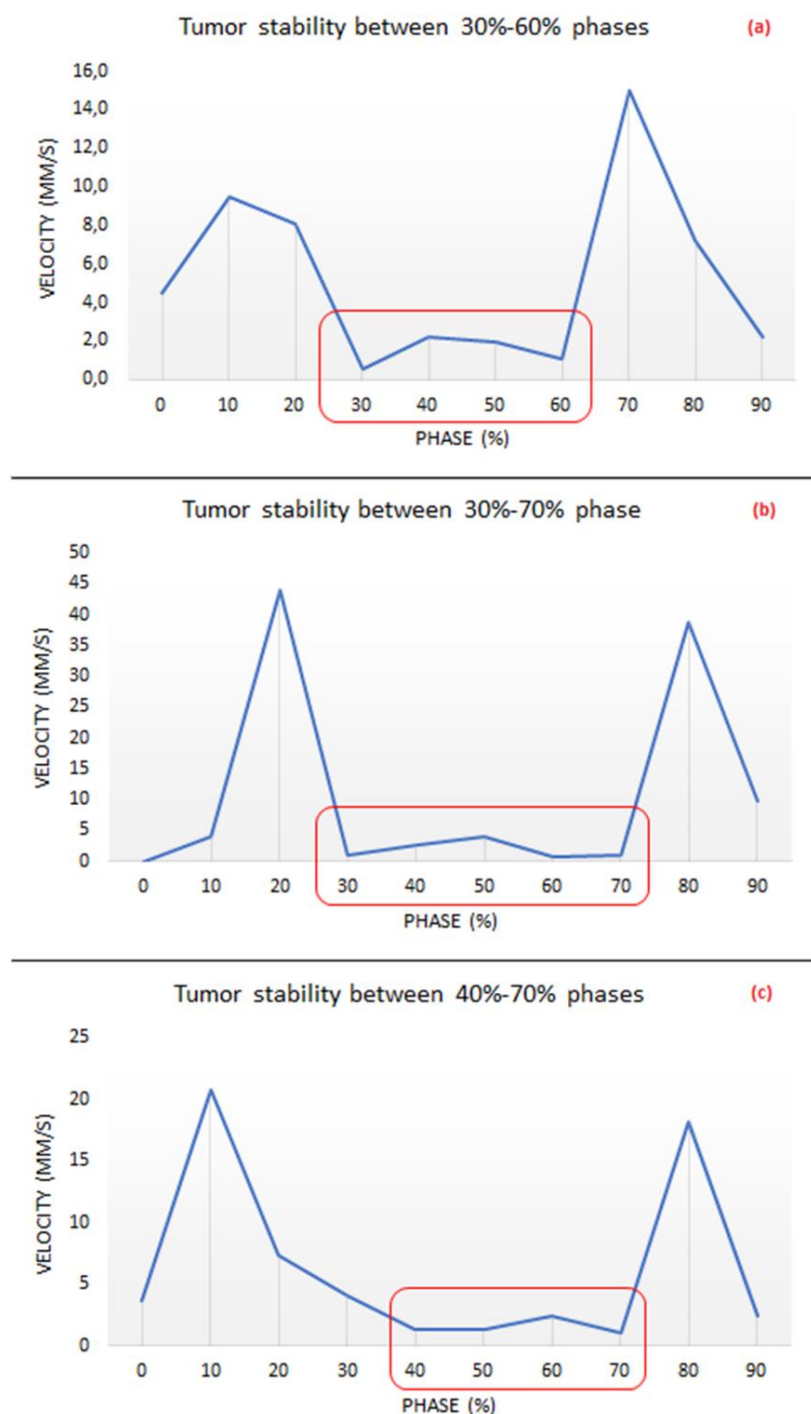 Tumor stability between 30%-60% phases (a)
16,0
14,0
12,0
10,0
8,0
6,0
4,0
2,0
0,0
VELOCITY (MM/S)
0 10 20 30 40 50 60 70 80 90
PHASE (%)
Tumor stability between 30%-70% phase (b)
50
45
40
35
30
25
20
15
10
5
0
VELOCITY (MM/S)
0 10 20 30 40 50 60 70 80 90
PHASE (%)
Tumor stability between 40%-70% phases (c)
25
20
15
10
5
0
VELOCITY (MM/S)
0 10 20 30 40 50 60 70 80 90
PHASE (%)